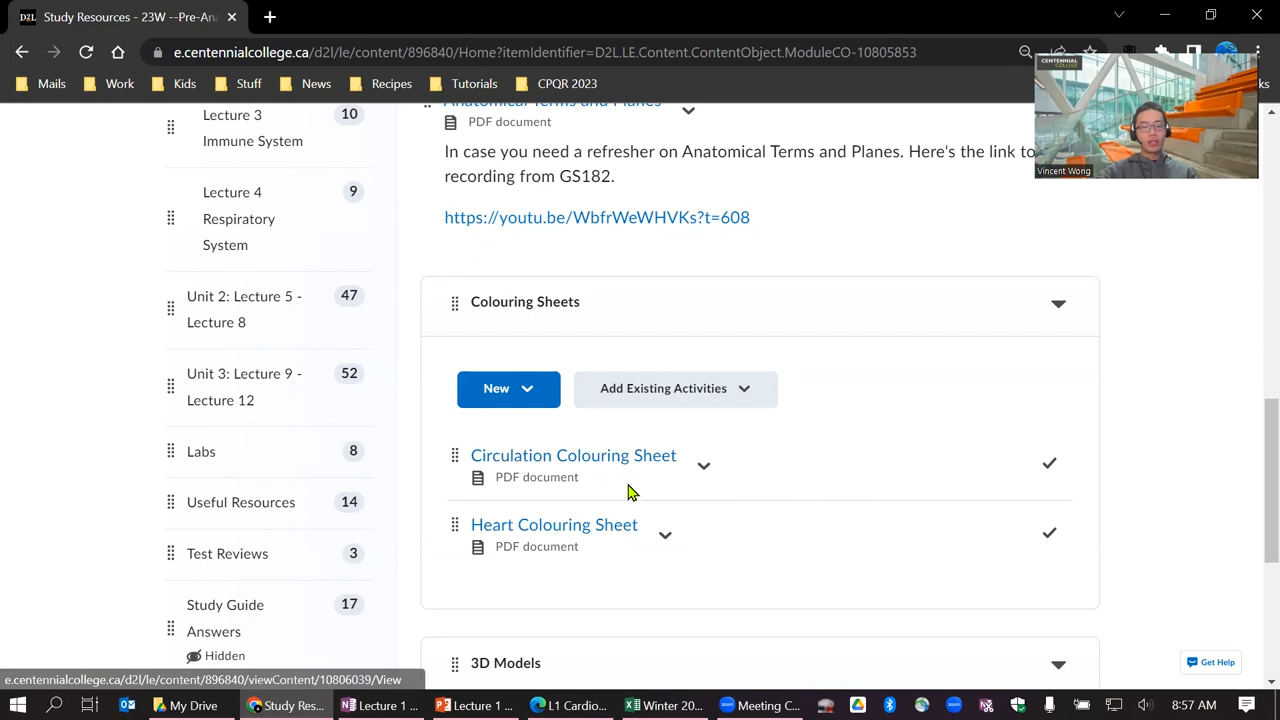 D2L
Study Resources - 23W --Pre-Ana
e.centennialcollege.ca/d2l/le/content/896840/Home?itemIdentifier=D2L.LE.Content.ContentObject.ModuleCO-10805853
Mails
Work
Kids
Stuff
News
Tutorials
CPQR 2023
ks
CENTENNIAL
COLLEGE
Vincent Wong
Lecture 3
Immune System
10
Lecture 4
Respiratory
System
9
Unit 2: Lecture 5 -
Lecture 8
47
Unit 3: Lecture 9 -
Lecture 12
52
Labs
8
Useful Resources
14
Test Reviews
3
Study Guide
Answers
17
Hidden
Anatomical Terms and Planes
PDF document
In case you need a refresher on Anatomical Terms and Planes. Here's the link to
recording from GS182.
https://youtu.be/WbfrWeWHVKs?t=608
Colouring Sheets
New
Add Existing Activities
Circulation Colouring Sheet
PDF document
Heart Colouring Sheet
PDF document
3D Models
Get Help
e.centennialcollege.ca/d2l/le/content/896840/viewContent/10806029/View
My Drive
Study Res...
Lecture 1 ...
Lecture 1 ...
1 Cardio...
Winter 20...
Meeting C...
zoom
zoom
8:57 AM